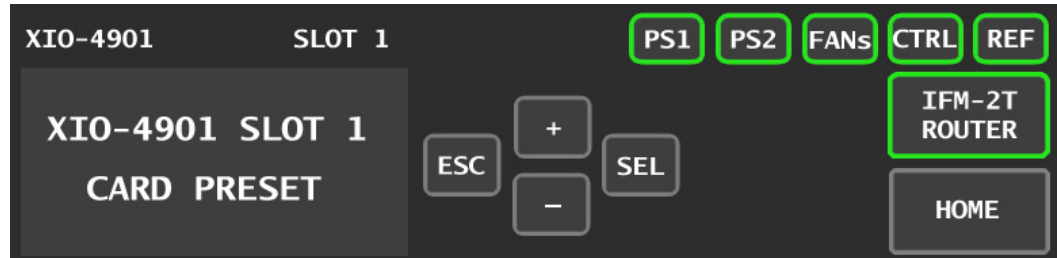 XIO-4901 SLOT 1
PS1 PS2 FANs CTRL REF
XIO-4901 SLOT 1
CARD PRESET
ESC
+
−
SEL
IFM-2T
ROUTER
HOME